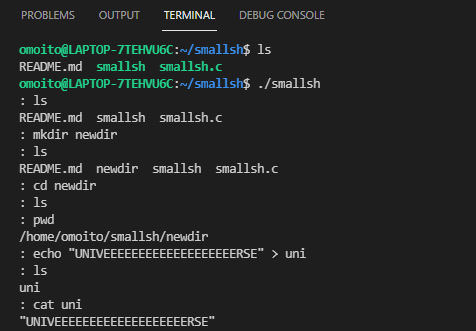 PROBLEMS OUTPUT TERMINAL DEBUG CONSOLE
omoito@LAPTOP-7TEHVU6C:~/smallsh$ ls
README.md smallsh smallsh.c
omoito@LAPTOP-7TEHVU6C:~/smallsh$ ./smallsh
: ls
README.md smallsh smallsh.c
: mkdir newdir
: ls
README.md newdir smallsh smallsh.c
: cd newdir
: ls
: pwd
/home/omoito/smallsh/newdir
: echo "UNIVEEEEEEEEEEEEEEEEEEERSE" > uni
: ls
uni
: cat uni
"UNIVEEEEEEEEEEEEEEEEEEERSE"